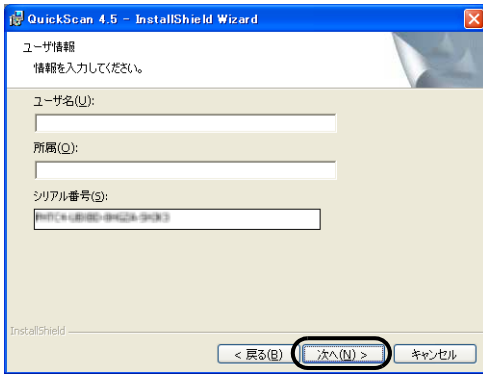 QuickScan 4.5 - InstallShield Wizard
ユーザ情報
情報を入力してください。
ユーザ名(U):
所属(O):
シリアル番号(S):
InstallShield
< 戻る(B)
次へ(N) >
キャンセル